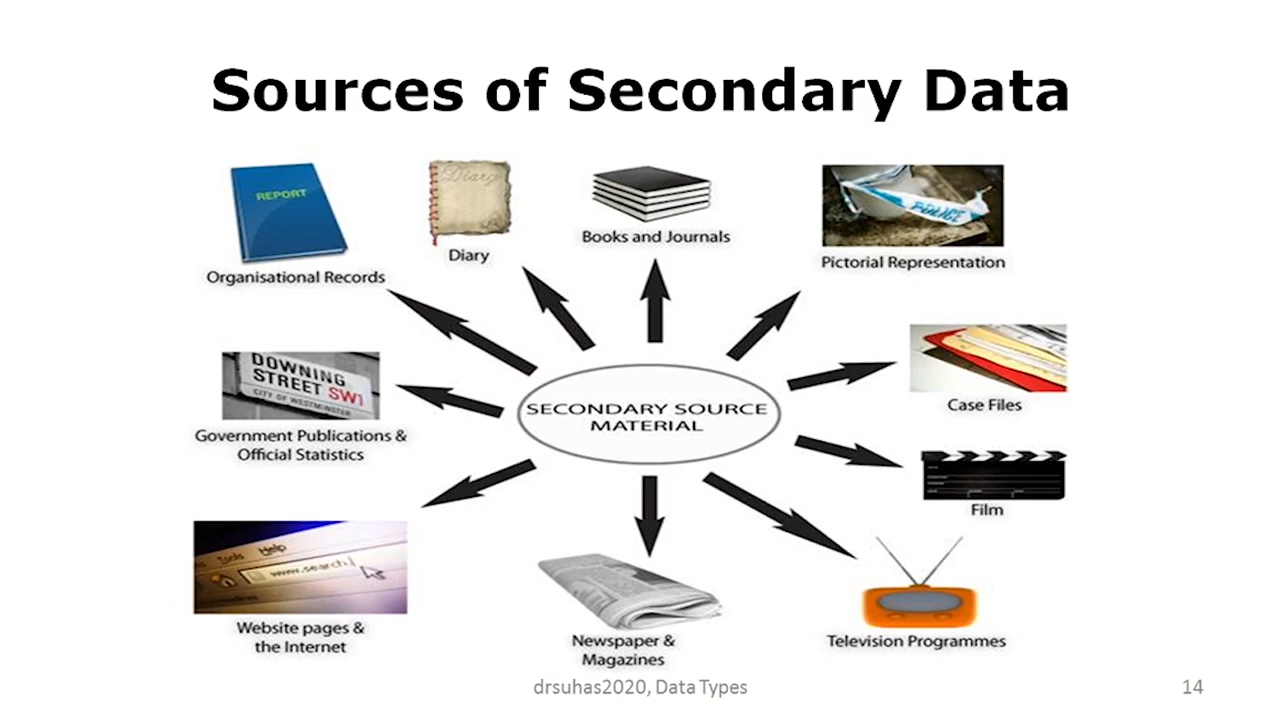 Sources of Secondary Data
REPORT
Organisational Records
Diary
Diary
Books and Journals
POLICE
Pictorial Representation
DOWNING
STREET SW1
CITY OF WESTMINSTER
Government Publications &
Official Statistics
SECONDARY SOURCE
MATERIAL
Case Files
Film
Tools Help
www.search.
Website pages &
the Internet
Newspaper &
Magazines
Television Programmes
drsuhas2020, Data Types
14